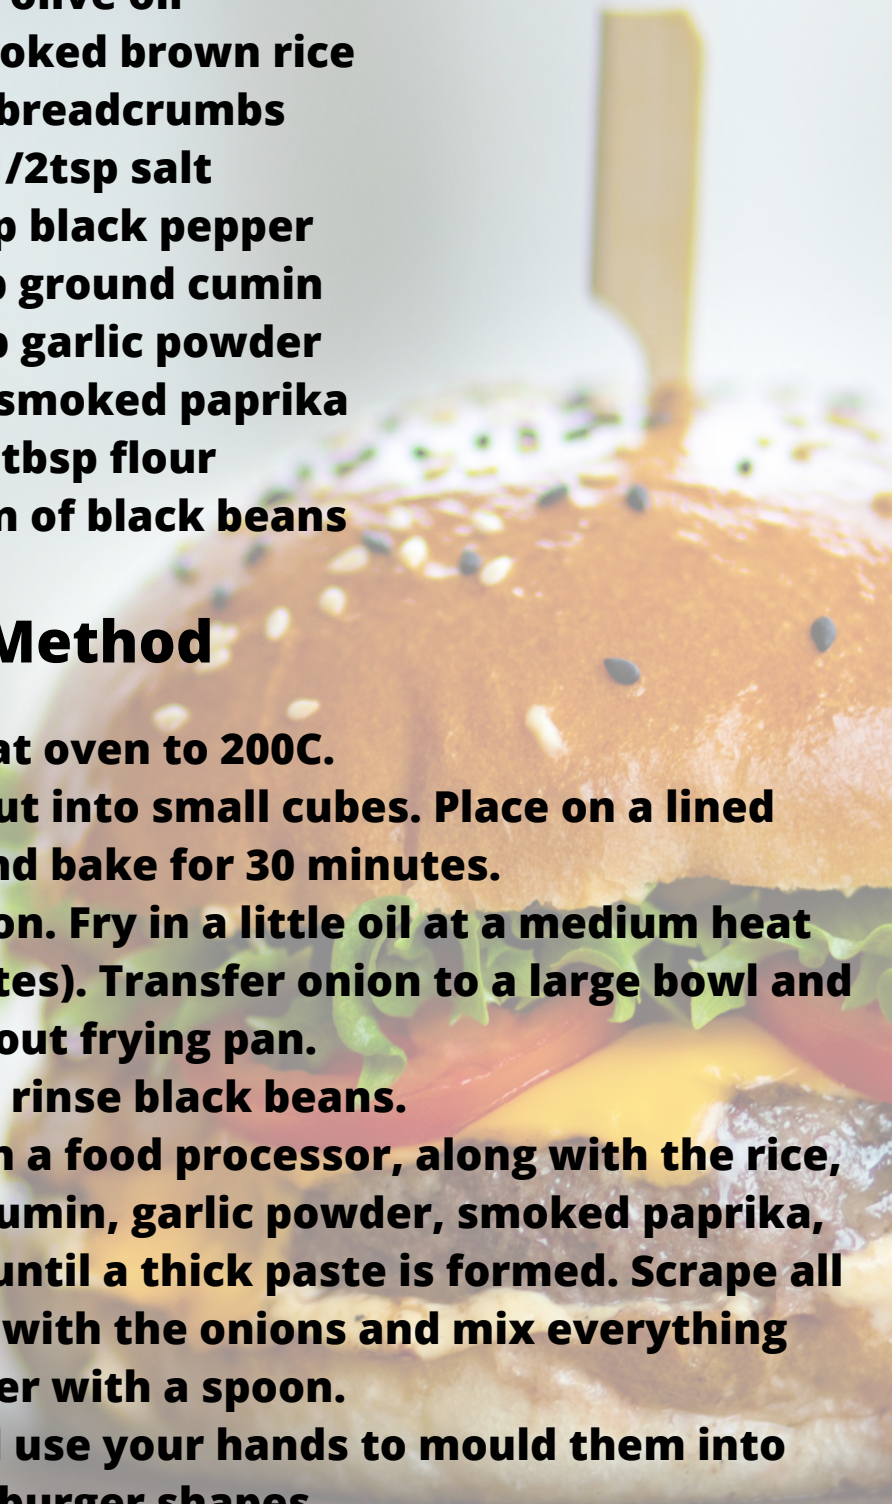 olive oil
oked brown rice
breadcrumbs
/2tsp salt
p black pepper
ground cumin
garlic powder
smoked paprika
tbsp flour
n of black beans
Method
at oven to 200C.
ut into small cubes. Place on a lined
nd bake for 30 minutes.
on. Fry in a little oil at a medium heat
tes). Transfer onion to a large bowl and
out frying pan.
rinse black beans.
n a food processor, along with the rice,
umin, garlic powder, smoked paprika,
until a thick paste is formed. Scrape all
with the onions and mix everything
er with a spoon.
use your hands to mould them into
burger shapes